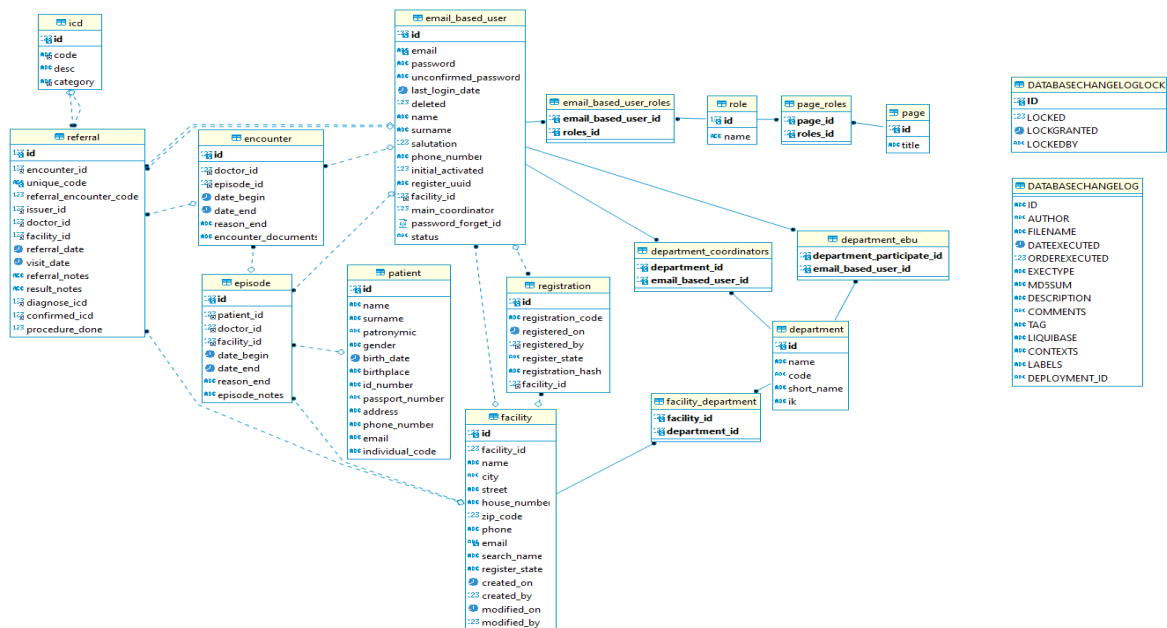 icd
id
code
desc
category
referral
id
encounter_id
unique_code
referral_encounter_code
issuer_id
doctor_id
facility_id
referral_date
visit_date
referral_notes
result_notes
diagnose_icd
confirmed_icd
procedure_done
encounter
id
doctor_id
episode_id
date_begin
date_end
reason_end
encounter_documents
episode
id
patient_id
doctor_id
facility_id
date_begin
date_end
reason_end
episode_notes
patient
id
name
surname
patronymic
gender
birth_date
birthplace
id_number
passport_number
address
phone_number
email
individual_code
email_based_user
id
email
password
unconfirmed_password
last_login_date
deleted
name
surname
salutation
phone_number
initial_activated
register_uuid
facility_id
main_coordinator
password_forget_id
status
registration
id
registration_code
registered_on
registered_by
register_state
registration_hash
facility_id
facility
id
facility_id
name
city
street
house_number
zip_code
phone
email
search_name
register_state
created_on
created_by
modified_on
modified_by
email_based_user_roles
email_based_user_id
roles_id
role
id
name
page_roles
page_id
roles_id
page
id
title
department_coordinators
department_id
email_based_user_id
department_ebu
department_participate_id
email_based_user_id
department
id
name
code
short_name
ik
facility_department
facility_id
department_id
DATABASECHANGELOGLOCK
ID
LOCKED
LOCKGRANTED
LOCKEDBY
DATABASECHANGELOG
ID
AUTHOR
FILENAME
DATEEXECUTED
ORDEREXECUTED
EXECTYPE
MD5SUM
DESCRIPTION
COMMENTS
TAG
LIQUIBASE
CONTEXTS
LABELS
DEPLOYMENT_ID